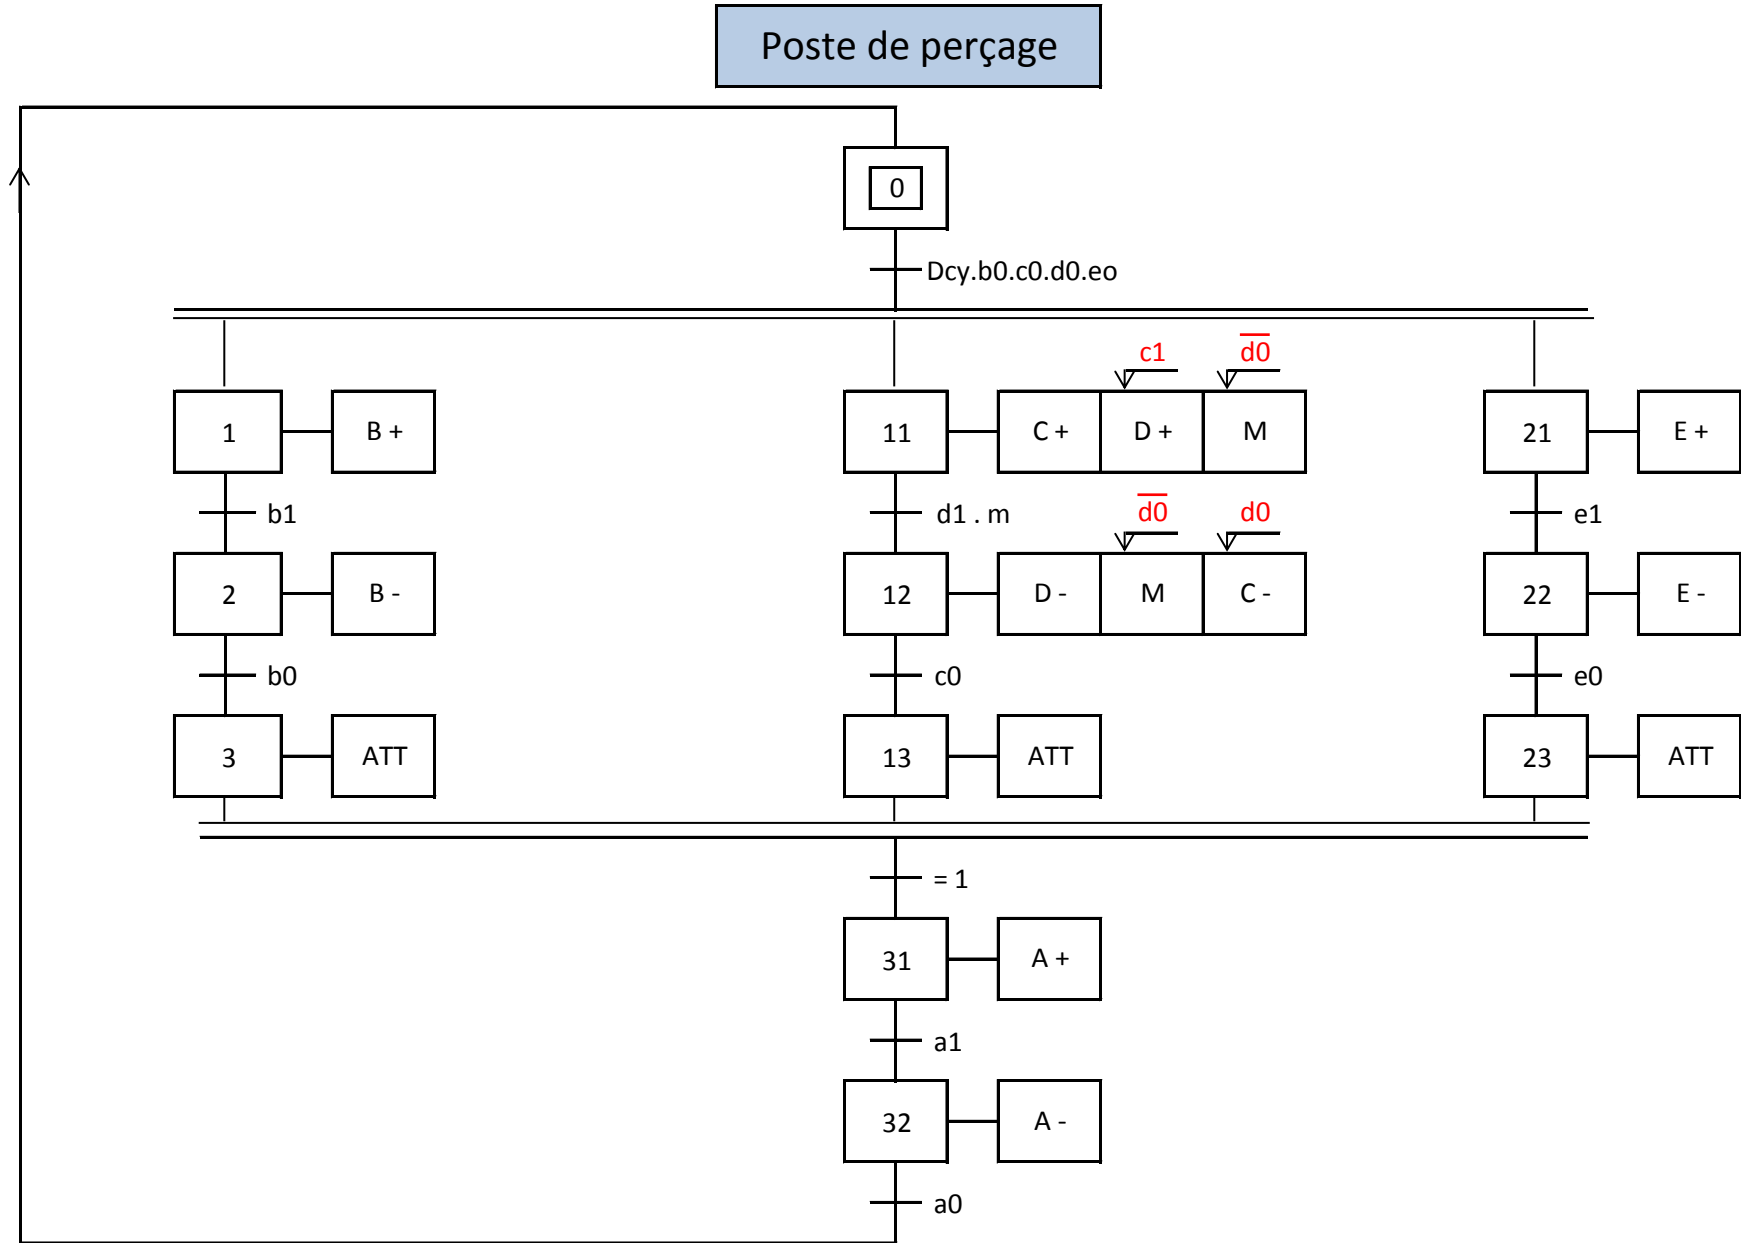 Poste de perçage
0
Dcy.b0.c0.d0.eo
c1 d0
1 B + 11 C + D + M 21 E +
b1 d1 . m d0 d0 e1
2 B - 12 D - M C - 22 E -
b0 c0 e0
3 ATT 13 ATT 23 ATT
= 1
31 A +
a1
32 A -
a0